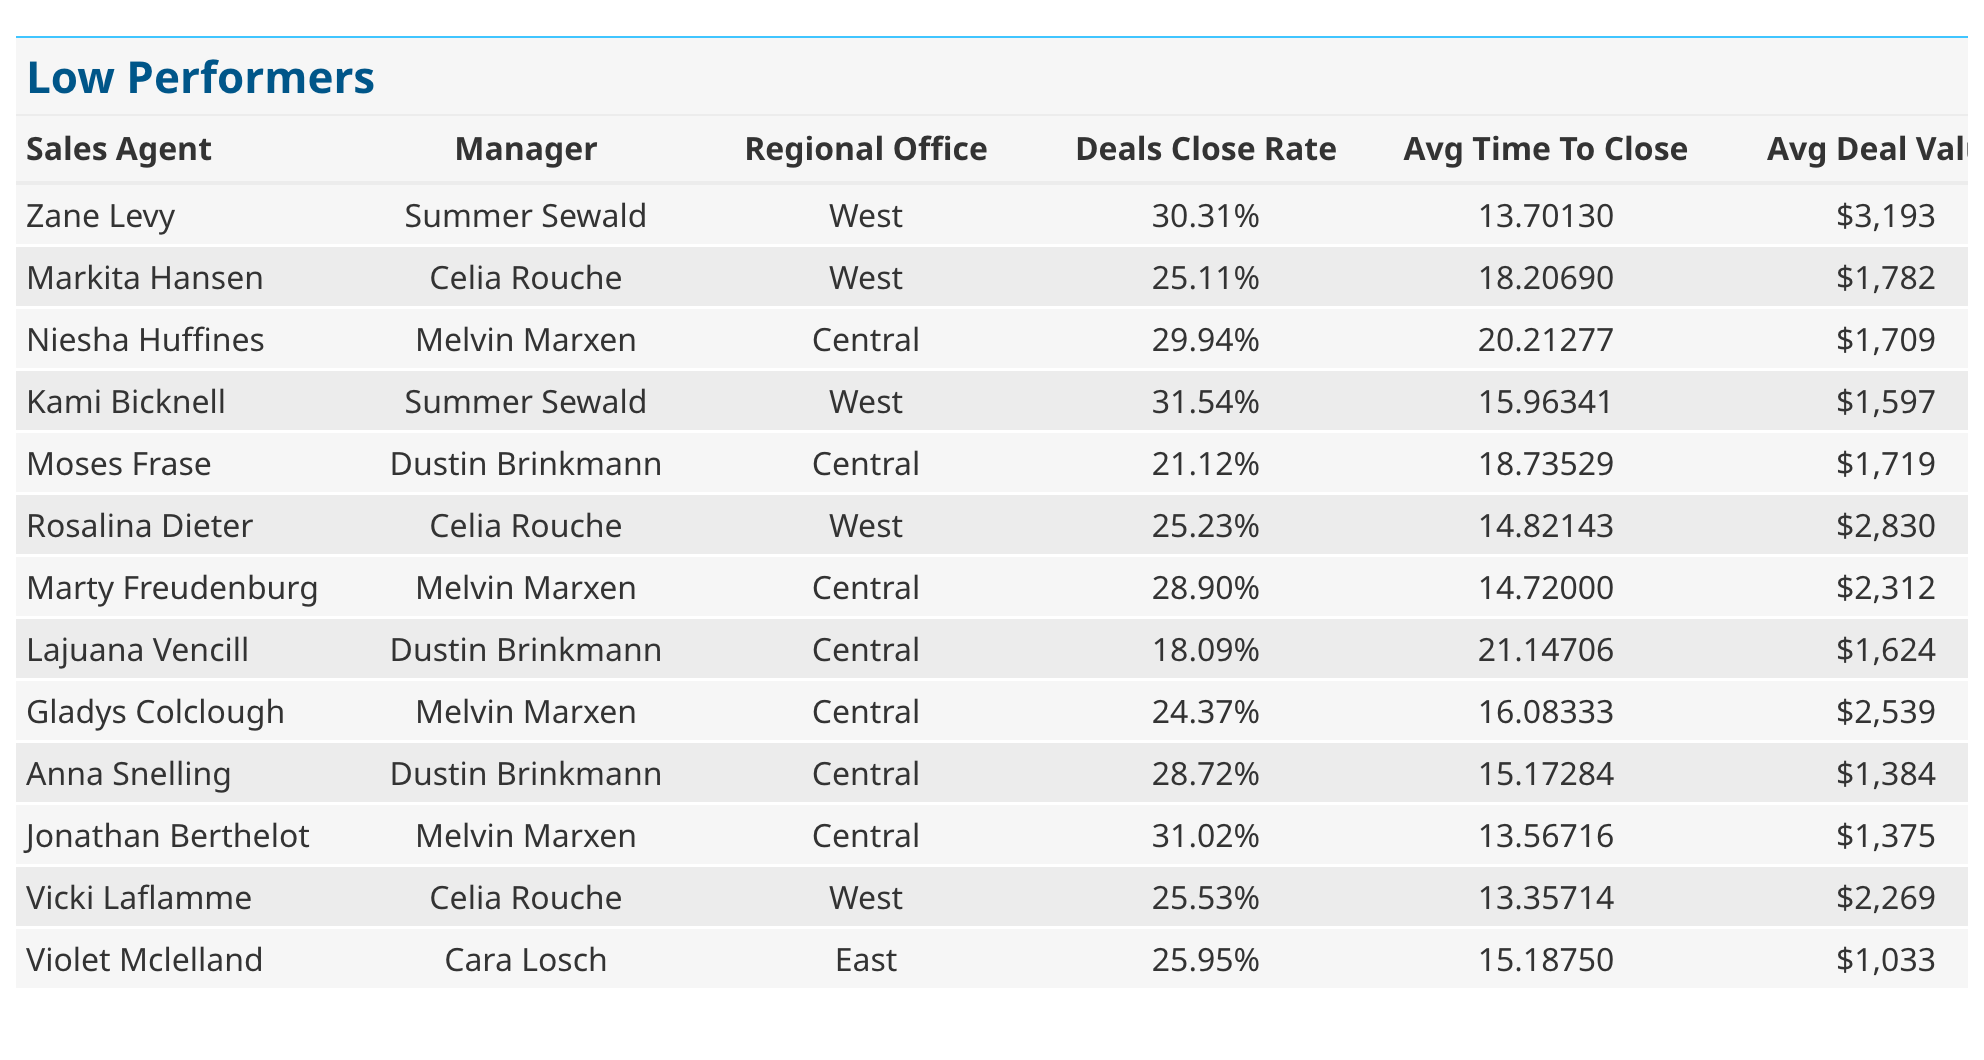 Low Performers
Sales Agent Manager Regional Office Deals Close Rate Avg Time To Close Avg Deal
Zane Levy Summer Sewald West 30.31% 13.70130 $3,193
Markita Hansen Celia Rouche West 25.11% 18.20690 $1,782
Niesha Huffines Melvin Marxen Central 29.94% 20.21277 $1,709
Kami Bicknell Summer Sewald West 31.54% 15.96341 $1,597
Moses Frase Dustin Brinkmann Central 21.12% 18.73529 $1,719
Rosalina Dieter Celia Rouche West 25.23% 14.82143 $2,830
Marty Freudenburg Melvin Marxen Central 28.90% 14.72000 $2,312
Lajuana Vencill Dustin Brinkmann Central 18.09% 21.14706 $1,624
Gladys Colclough Melvin Marxen Central 24.37% 16.08333 $2,539
Anna Snelling Dustin Brinkmann Central 28.72% 15.17284 $1,384
Jonathan Berthelot Melvin Marxen Central 31.02% 13.56716 $1,375
Vicki Laflamme Celia Rouche West 25.53% 13.35714 $2,269
Violet Mclelland Cara Losch East 25.95% 15.18750 $1,033